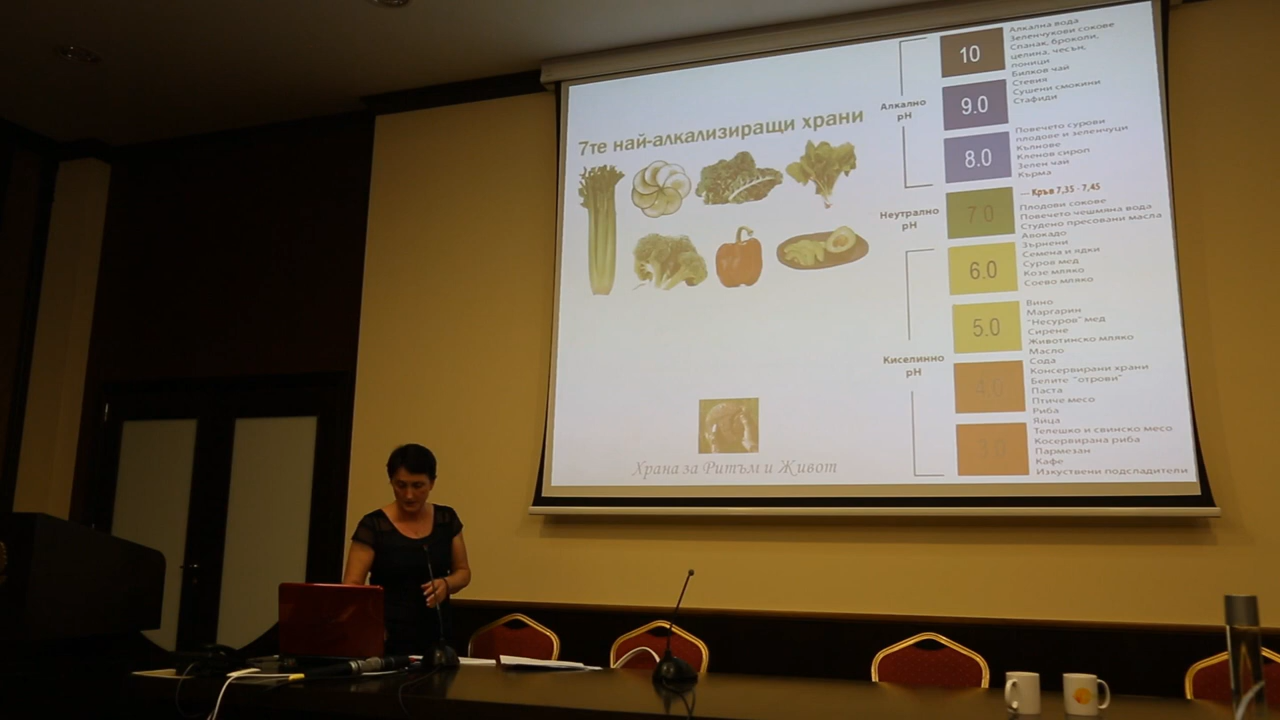 7те най-алкализиращи храни
Храна за Ритъм и Живот
Алкално
pH
Неутрално
pH
Киселинно
pH
10
Алкална вода
Зеленчукови сокове
Спанак, броколи,
целина, чесън,
поници
Билков чай
Стевия
Сушени смокини
Стафиди
9.0
8.0
Повечето сурови
плодове и зеленчуци
Кълнове
Кленов сироп
Зелен чай
Кърма
--- Кръв 7,35 - 7,45
7.0
Плодови сокове
Повечето чешмяна вода
Студено пресовани масла
Авокадо
Зърнени
6.0
Семена и ядки
Суров мед
Козе мляко
Соево мляко
5.0
Вино
Маргарин
"Несуров" мед
Сирене
Животинско мляко
Масло
Сода
4.0
Консервирани храни
Белите "отрови"
Паста
Птиче месо
Риба
Яйца
3.0
Телешко и свинско месо
Косервирана риба
Пармезан
Кафе
Изкуствени подсладители